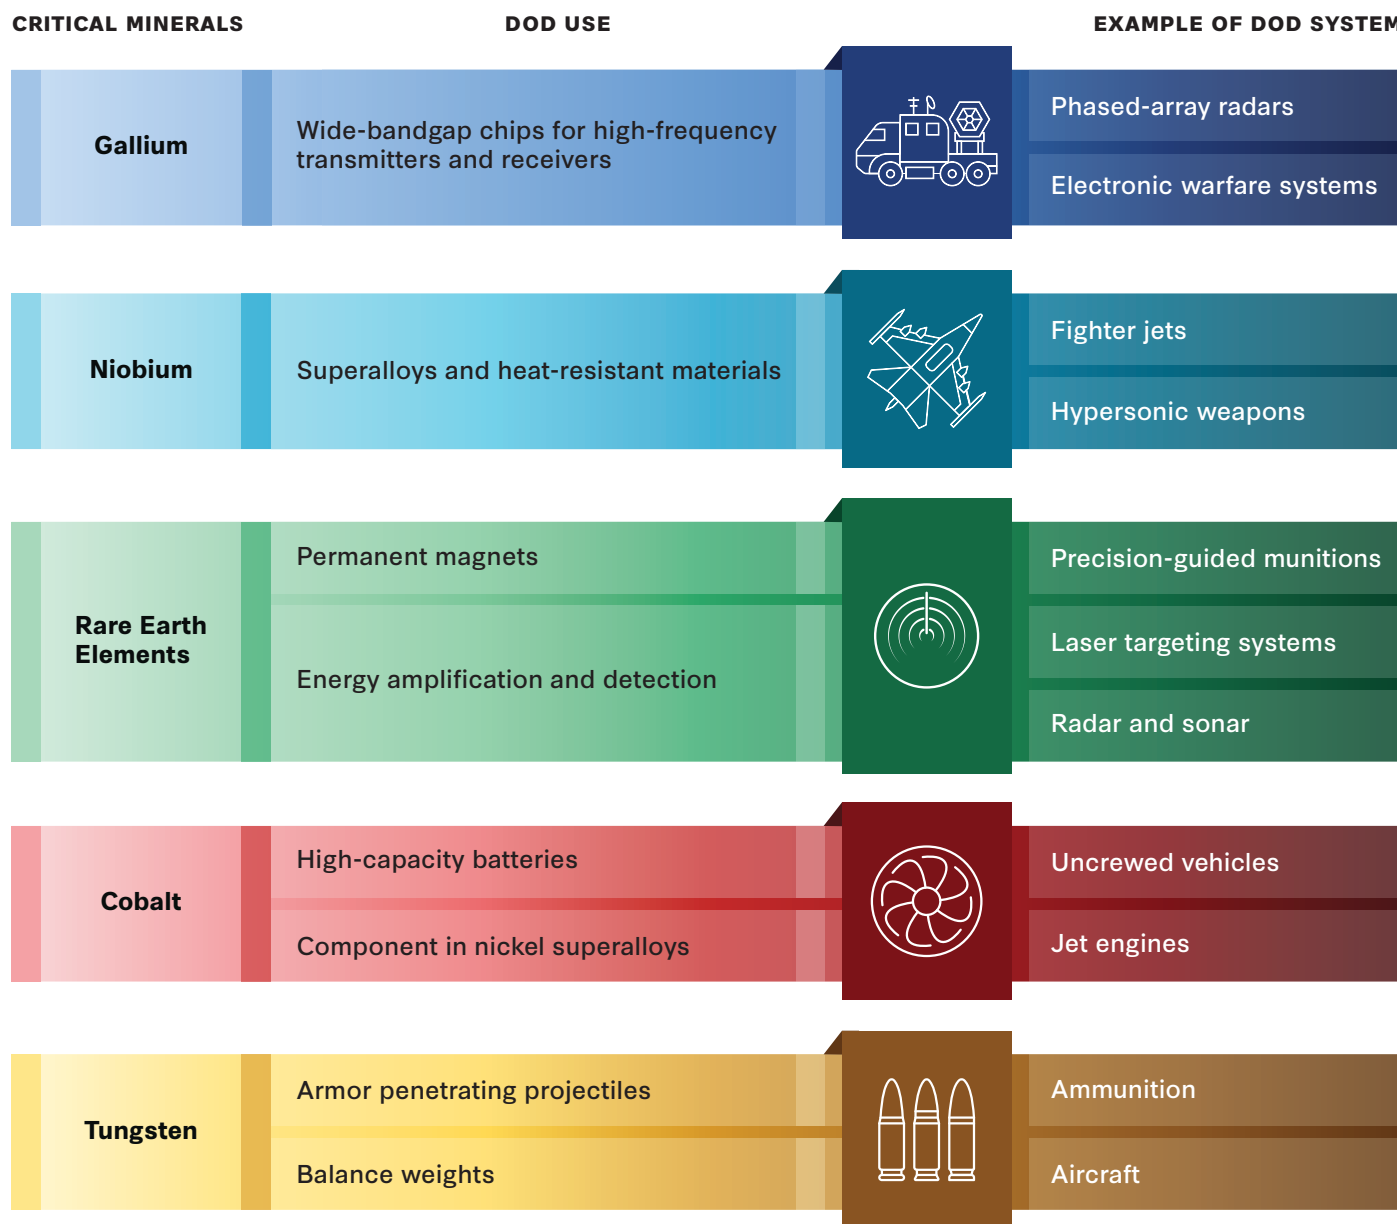 CRITICAL MINERALS
DOD USE
EXAMPLE OF DOD SYSTEM
Gallium
Wide-bandgap chips for high-frequency
transmitters and receivers
Phased-array radars
Electronic warfare systems
Niobium
Superalloys and heat-resistant materials
Fighter jets
Hypersonic weapons
Rare Earth
Elements
Permanent magnets
Energy amplification and detection
Precision-guided munitions
Laser targeting systems
Radar and sonar
Cobalt
High-capacity batteries
Component in nickel superalloys
Uncrewed vehicles
Jet engines
Tungsten
Armor penetrating projectiles
Balance weights
Ammunition
Aircraft